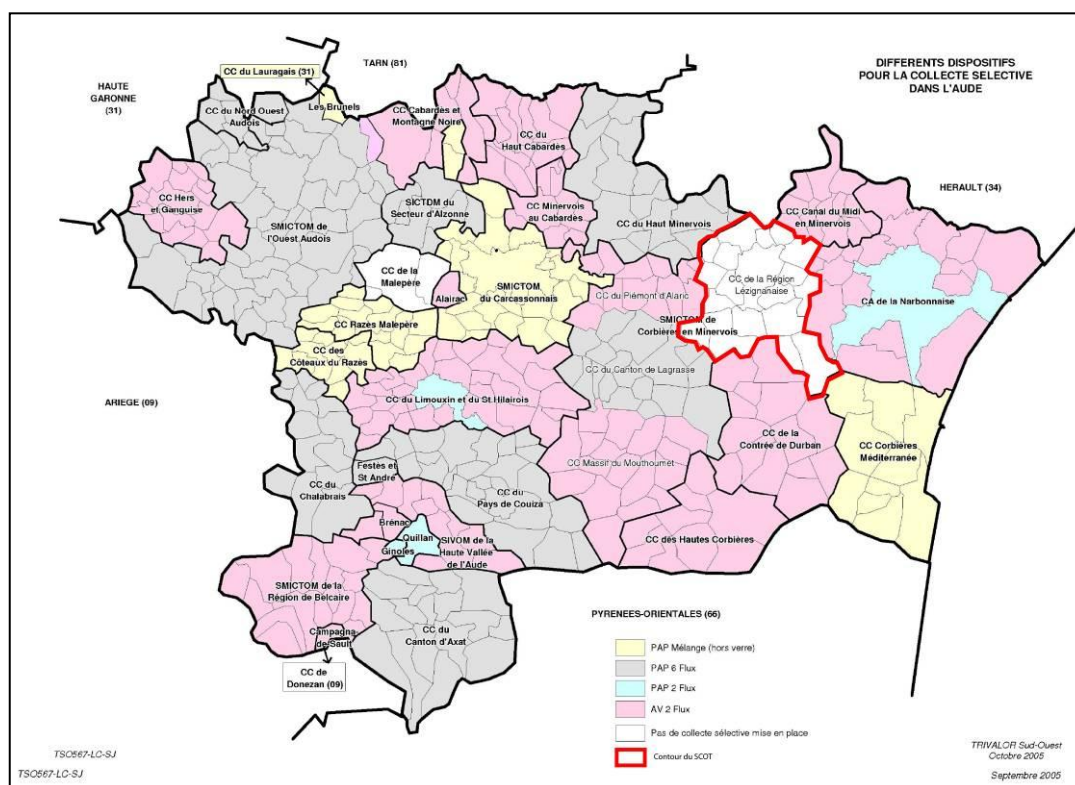 DIFFERENTS DISPOSITIFS
POUR LA COLLECTE SELECTIVE
DANS L'AUDE
TARN (81)
HAUTE
GARONNE
(31)
CC du Lauragais (31)
Les Brunels
CC du Nord Ouest
Audois
CC Cabardès et
Montagne Noire
CC du
Haut Cabardès
HERAULT (34)
CC Hers
et Ganguise
SMICTOM de
l'Ouest Audois
SICTDM du
Secteur d'Alzonne
CC Minervois
au Cabardès
CC du Haut Minervois
CC Canal du Midi
en Minervois
CC de la
Malepère
Alairac
SMICTOM
du Carcassonnais
CC du Piémont d'Alaric
CC de la Région
Lézignanaise
CA de la Narbonnaise
SMICTOM de
Corbières en Minervois
CC Razès Malepère
CC des
Côteaux du Razès
CC du Canton de Lagrasse
ARIEGE (09)
CC du Limouxin et du St Hilairois
CC de la
Contrée de Durban
CC Corbières
Méditerranée
CC Massif du Mouthoumet
Festes et
St André
CC du
Chalabrais
CC du
Pays de Couiza
Brénac
Quillan
Ginoles
SIVOM de la
Haute Vallée
de l'Aude
CC des Hautes Corbières
SMICTOM de la
Région de Belcaire
Campagna
de Sault
CC du
Canton d'Axat
CC de
Donezan (09)
PYRENEES-ORIENTALES (66)
PAP Mélange (hors verre)
PAP 6 Flux
PAP 2 Flux
AV 2 Flux
Pas de collecte sélective mise en place
Contour du SCOT
TSO567-LC-SJ
TSO567-LC-SJ
TRIVALOR Sud-Ouest
Octobre 2005
Septembre 2005